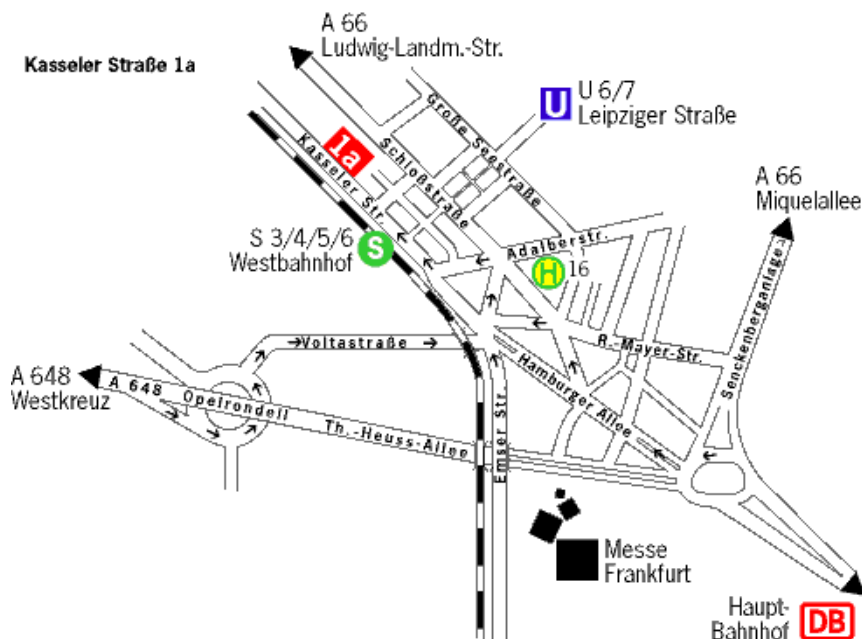 A 66
Ludwig-Landm.-Str.
Kasseler Straße 1a
U
U 6/7
Leipziger Straße
Große Seestraße
1a
Schloßstraße
Kasseler Str.
A 66
Miquelallee
S 3/4/5/6
Westbahnhof
S
Adalberstr.
H
16
Senckenberganlage
Voltastraße
R.-Mayer-Str.
Hamburger Allee
A 648
Westkreuz
A 648
Opelrondell
Th.-Heuss-Allee
Emser Str.
Messe
Frankfurt
Haupt-
Bahnhof
DB